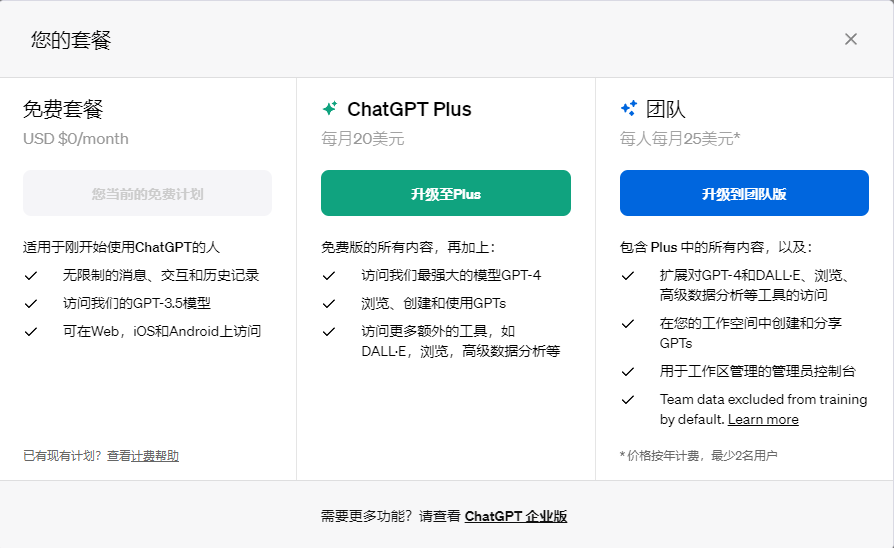 您的套餐
免费套餐
USD $0/month
您当前的免费计划
适用于刚开始使用ChatGPT的人
无限制的消息、交互和历史记录
访问我们的GPT-3.5模型
可在Web，iOS和Android上访问
已有现有计划？查看计费帮助
ChatGPT Plus
每月20美元
升级至Plus
免费版的所有内容，再加上：
访问我们最强大的模型GPT-4
浏览、创建和使用GPTs
访问更多额外的工具，如
DALL·E，浏览，高级数据分析等
团队
每人每月25美元*
升级到团队版
包含 Plus 中的所有内容，以及：
扩展对GPT-4和DALL·E、浏览、
高级数据分析等工具的访问
在您的工作空间中创建和分享
GPTs
用于工作区管理的管理员控制台
Team data excluded from training
by default. Learn more
*价格按年计费，最少2名用户
需要更多功能？请查看 ChatGPT 企业版